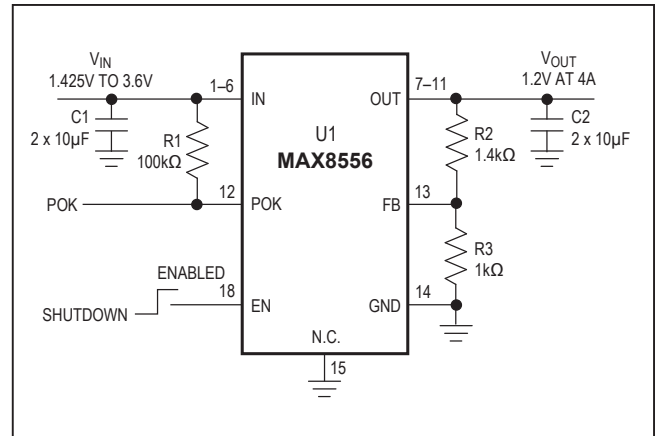 VIN
1.425V TO 3.6V
1–6
IN
C1
2 x 10µF
R1
100kΩ
POK
12
POK
ENABLED
SHUTDOWN
18
EN
U1
MAX8556
N.C.
15
OUT
7–11
VOUT
1.2V AT 4A
R2
1.4kΩ
C2
2 x 10µF
FB
13
R3
1kΩ
GND
14